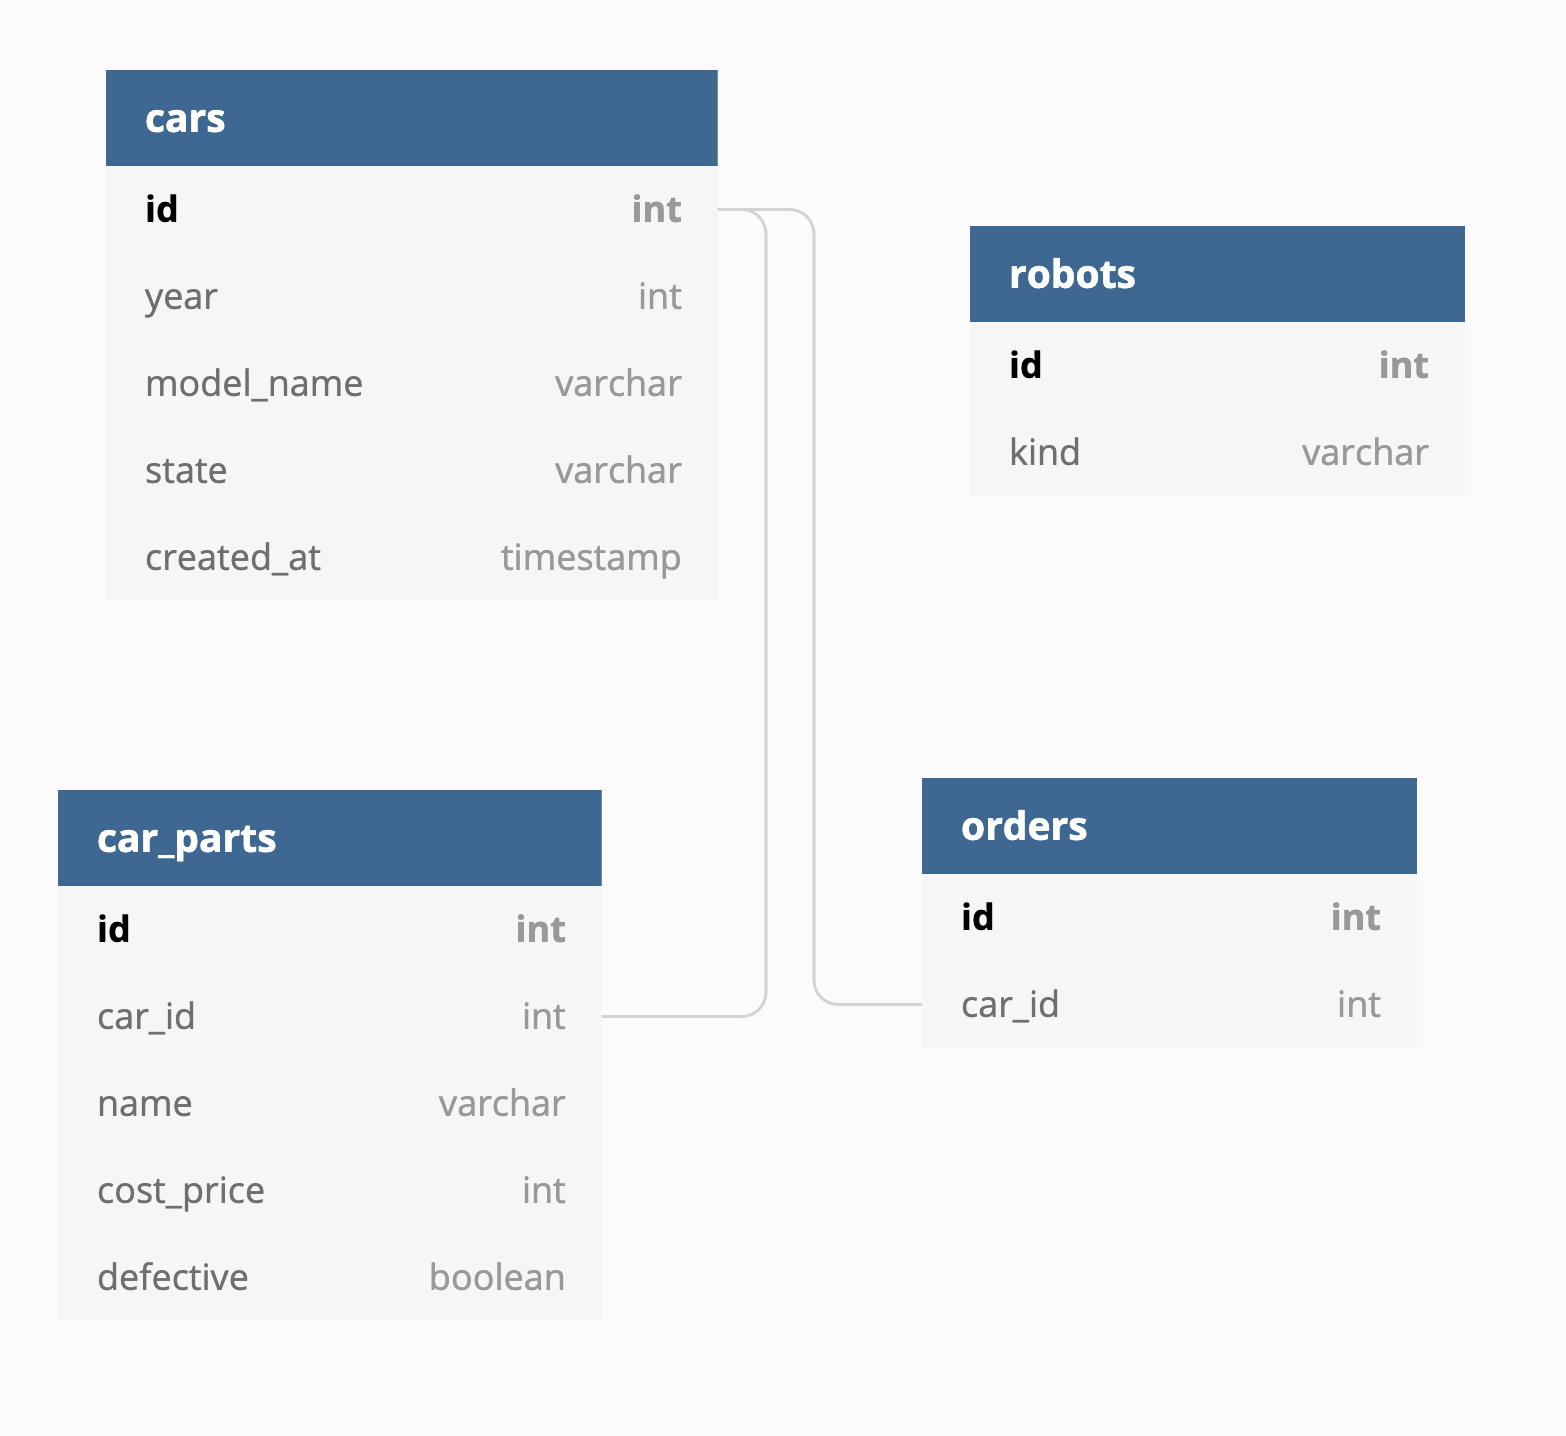 cars
id int
year int
model_name varchar
state varchar
created_at timestamp
robots
id int
kind varchar
car_parts
id int
car_id int
name varchar
cost_price int
defective boolean
orders
id int
car_id int